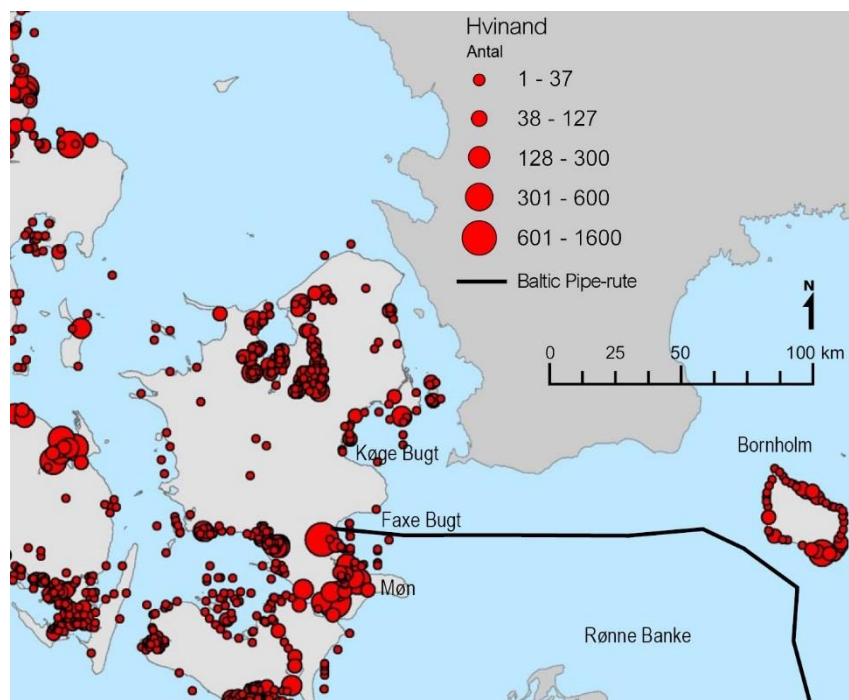 Hvinand
Antal
1 - 37
38 - 127
128 - 300
301 - 600
601 - 1600
Baltic Pipe-rute
N
0 25 50 100 km
Bornholm
Køge Bugt
Faxe Bugt
Møn
Rønne Banke